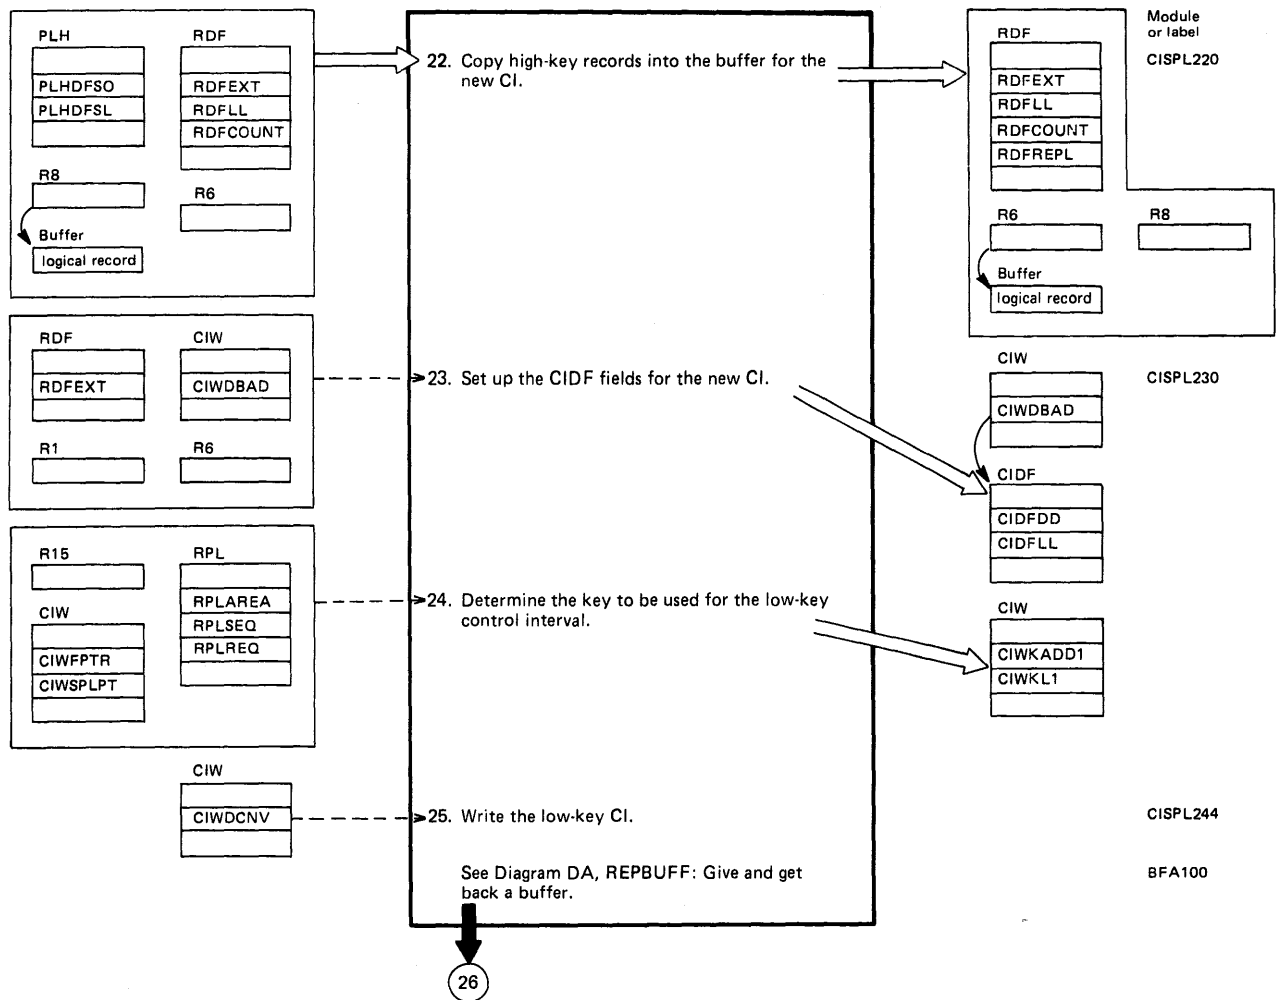 PLH
RDF
PLHDFSO
PLHDFSL
RDFEXT
RDFLL
RDFCOUNT
R8
R6
Buffer
logical record
22. Copy high-key records into the buffer for the
new CI.
RDF
RDFEXT
RDFLL
RDFCOUNT
RDFREPL
R6
R8
Buffer
logical record
Module
or label
CISPL220
RDF
CIW
RDFEXT
CIWDBAD
R1
R6
23. Set up the CIDF fields for the new CI.
CIW
CIWDBAD
CIDF
CIDFDD
CIDFLL
CISPL230
R15
RPL
RPLAREA
RPLSEQ
RPLREQ
CIW
CIWFPTR
CIWSPLPT
24. Determine the key to be used for the low-key
control interval.
CIW
CIWKADD1
CIWKL1
CIW
CIWDCNV
25. Write the low-key CI.
CISPL244
See Diagram DA, REPBUFF: Give and get
back a buffer.
BFA100
26